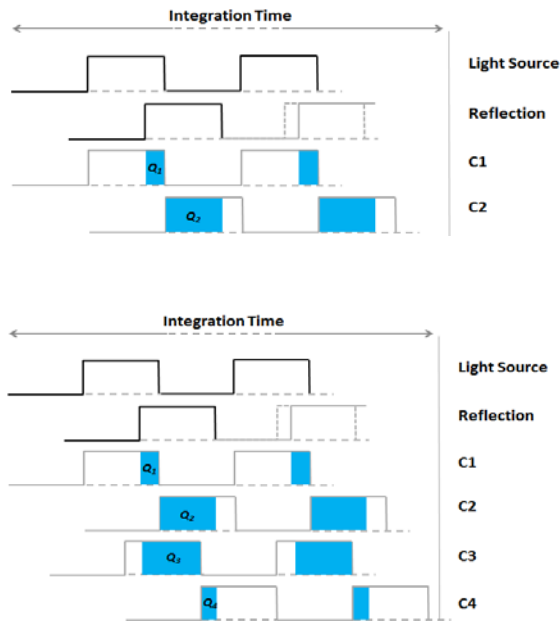 Integration Time
Light Source
Reflection
C1
Q1
C2
Q2
Integration Time
Light Source
Reflection
C1
Q1
C2
Q2
C3
Q3
C4
Q4